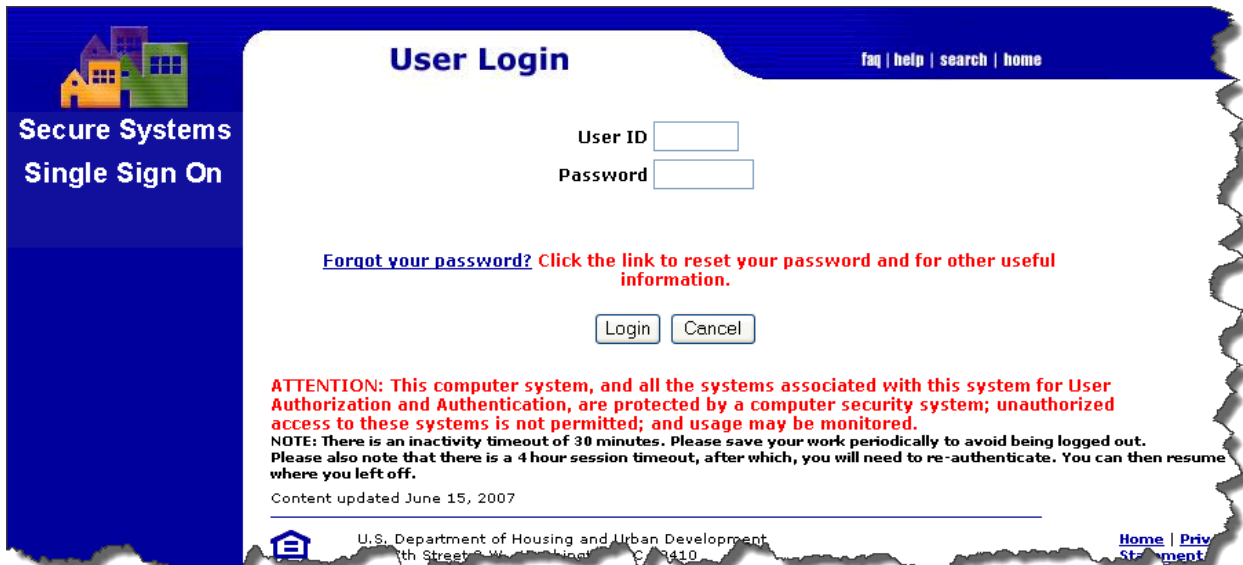 User Login
faq | help | search | home
Secure Systems
Single Sign On
User ID
Password
Forgot your password? Click the link to reset your password and for other useful
information.
Login Cancel
ATTENTION: This computer system, and all the systems associated with this system for User
Authorization and Authentication, are protected by a computer security system; unauthorized
access to these systems is not permitted; and usage may be monitored.
NOTE: There is an inactivity timeout of 30 minutes. Please save your work periodically to avoid being logged out.
Please also note that there is a 4 hour session timeout, after which, you will need to re-authenticate. You can then resume
where you left off.
Content updated June 15, 2007
U.S. Department of Housing and Urban Development
Home |
Street